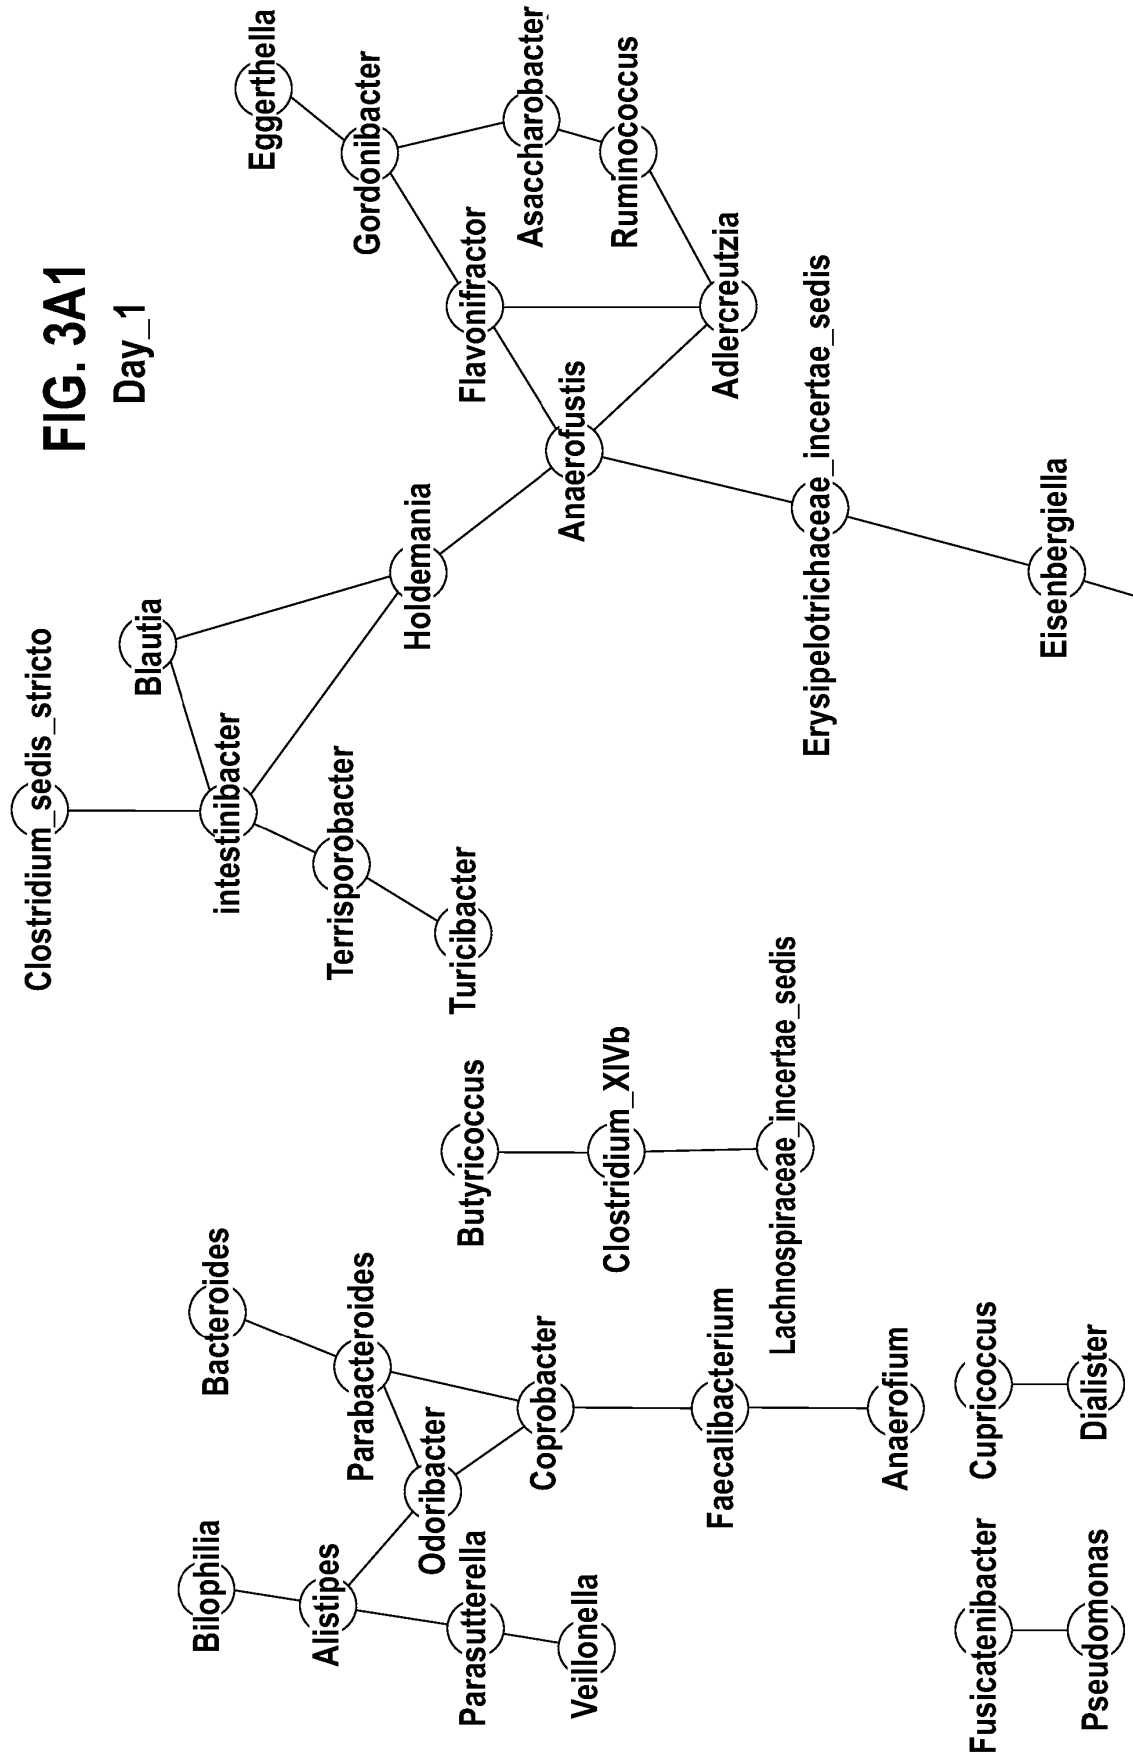 FIG. 3A1
Day_1
Clostridium_sedis_stricto
Blautia
intestinibacter
Holdemania
Terrisporobacter
Turicibacter
Eggerthella
Gordonibacter
Asaccharobacter
Ruminococcus
Flavonifractor
Adlercreutzia
Anaerofustis
Erysipelotrichaceae_incertae_sedis
Eisenbergiella
Butyricoccus
Clostridium_XIVb
Lachnospiraceae_incertae_sedis
Bacteroides
Parabacteroides
Odoribacter
Coprobacter
Faecalibacterium
Anaerofium
Bilophilia
Alistipes
Parasutterella
Veillonella
Cupricoccus
Dialister
Fusicatenibacter
Pseudomonas